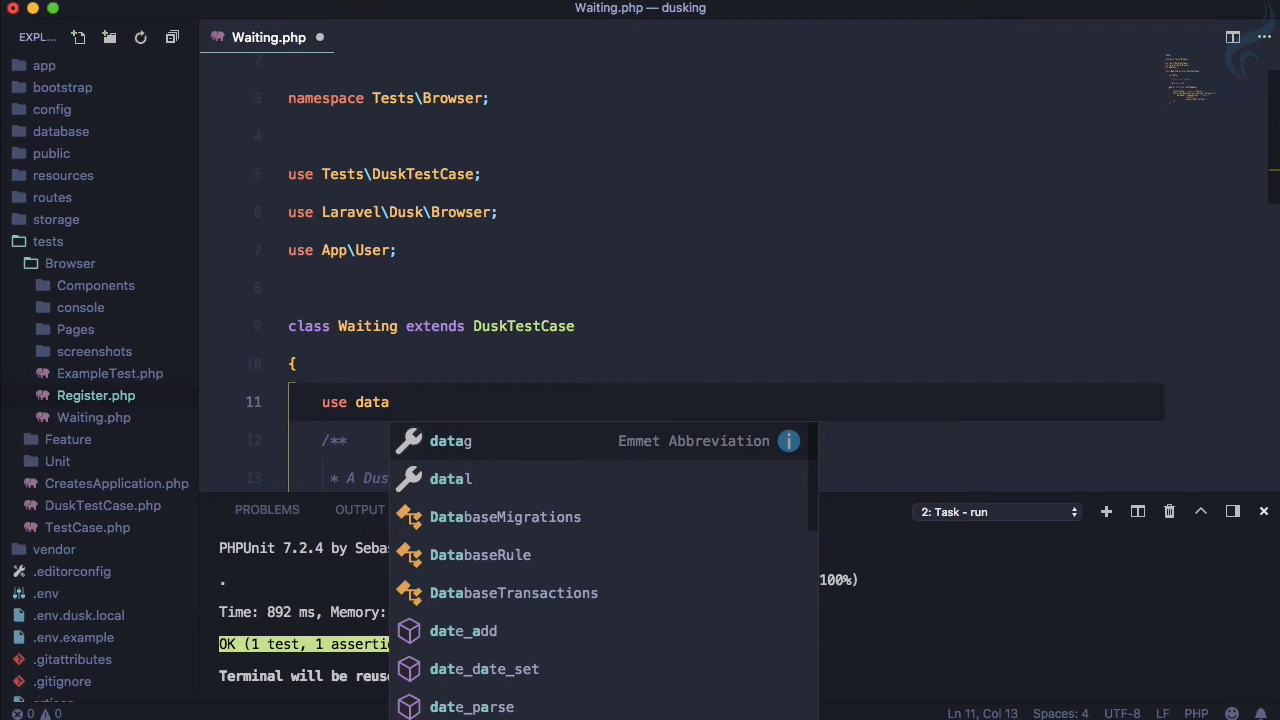 Waiting.php — dusking
EXPL...
Waiting.php
app
bootstrap
config
database
public
resources
routes
storage
tests
Browser
Components
console
Pages
screenshots
ExampleTest.php
Register.php
Waiting.php
Feature
Unit
CreatesApplication.php
DuskTestCase.php
TestCase.php
vendor
.editorconfig
.env
.env.dusk.local
.env.example
.gitattributes
.gitignore
artisan
2
3 namespace Tests\Browser;
4
5 use Tests\DuskTestCase;
6 use Laravel\Dusk\Browser;
7 use App\User;
8
9 class Waiting extends DuskTestCase
10 {
11 use data
12 /**
13 * A Dus
datag Emmet Abbreviation
datal
DatabaseMigrations
DatabaseRule
DatabaseTransactions
date_add
date_date_set
date_parse
PROBLEMS OUTPUT 2: Task - run
PHPUnit 7.2.4 by Seba
. 100%)
Time: 892 ms, Memory:
OK (1 test, 1 asserti
Terminal will be reus
0 0 Ln 11, Col 13 Spaces: 4 UTF-8 LF PHP